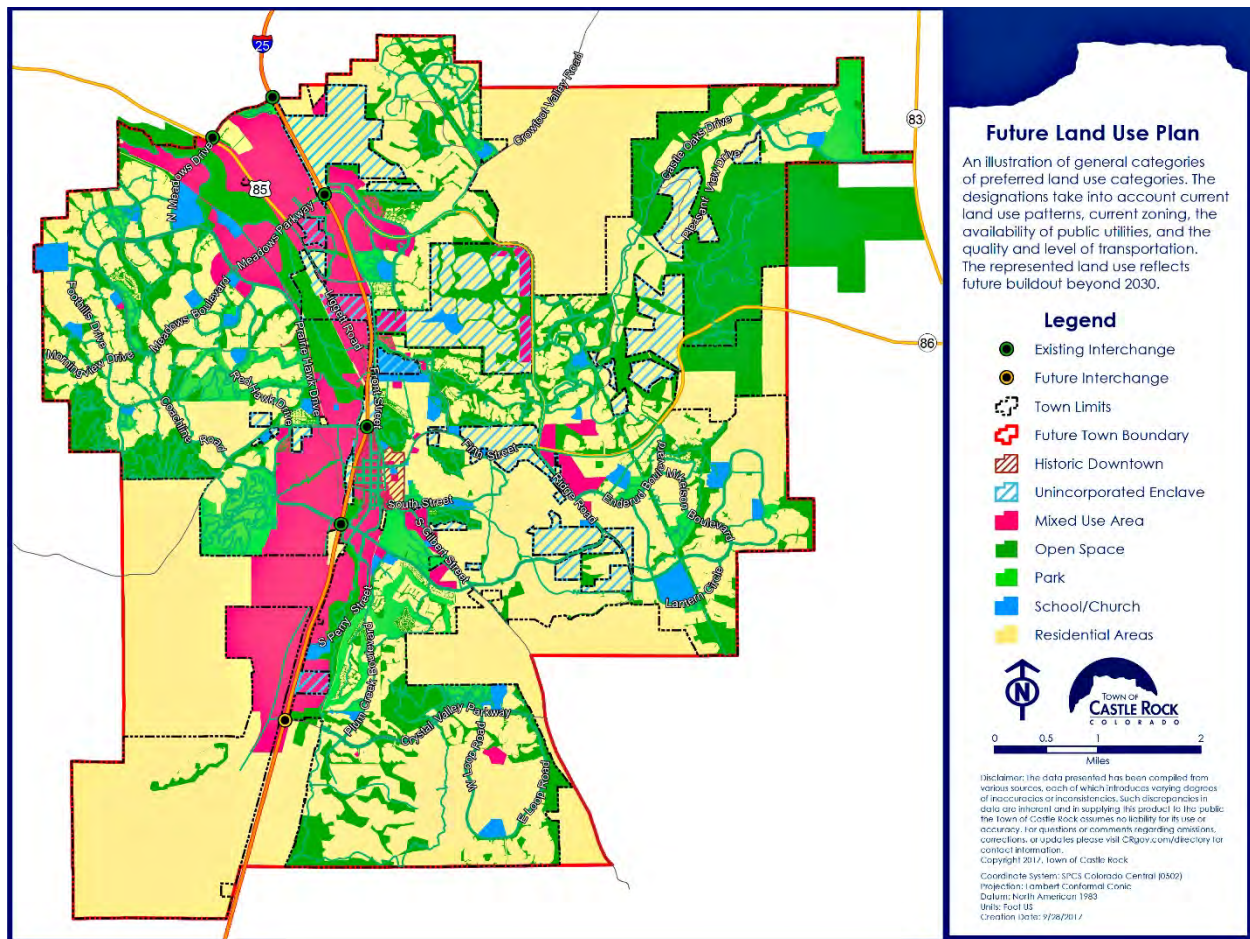 25
Crowfoot Valley Road
83
Castle Oaks Drive
Pleasant View Drive
N Meadows Drive
85
Meadows Parkway
Foothills Drive
Meadows Boulevard
Liggett Road
Prairie Hawk Drive
86
Morningview Drive
Red Hawk Drive
Front Street
Coachline Road
Fifth Street
Enderud Boulevard
Mikelson Boulevard
Ridge Road
South Street
S Gilbert Street
Lantern Circle
S Perry Street
Plum Creek Boulevard
Crystal Valley Parkway
W Loop Road
E Loop Road
Future Land Use Plan
An illustration of general categories
of preferred land use categories. The
designations take into account current
land use patterns, current zoning, the
availability of public utilities, and the
quality and level of transportation.
The represented land use reflects
future buildout beyond 2030.
Legend
Existing Interchange
Future Interchange
Town Limits
Future Town Boundary
Historic Downtown
Unincorporated Enclave
Mixed Use Area
Open Space
Park
School/Church
Residential Areas
N
TOWN OF
CASTLE ROCK
COLORADO
0 0.5 1 2
Miles
Disclaimer: The data presented has been compiled from
various sources, each of which introduces varying degrees
of inaccuracies or inconsistencies. Such discrepancies in
data are inherent and in supplying this product to the public
the Town of Castle Rock assumes no liability for its use or
accuracy. For questions or comments regarding omissions,
corrections, or updates please visit CRgov.com/directory for
contact information.
Copyright 2017, Town of Castle Rock
Coordinate System: SPCS Colorado Central (0502)
Projection: Lambert Conformal Conic
Datum: North American 1983
Units: Foot US
Creation Date: 9/28/2017